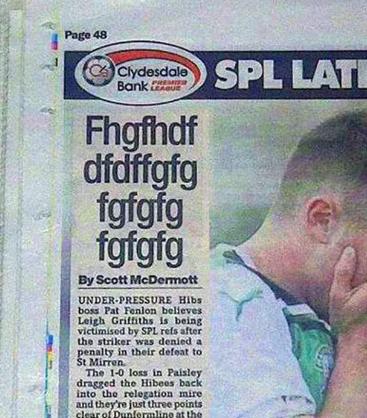 Page 48
Clydesdale
Bank PREMIER
LEAGUE
SPL LATE
Fhgfhdf
dfdffgfg
fgfgfg
fgfgfg
By Scott McDermott
UNDER-PRESSURE Hibs
boss Pat Fenlon believes
Leigh Griffiths is being
victimised by SPL refs after
the striker was denied a
penalty in their defeat to
St Mirren.
The 1-0 loss in Paisley
dragged the Hibees back
into the relegation mire
and they're just three points
clear of Dunfermline at the